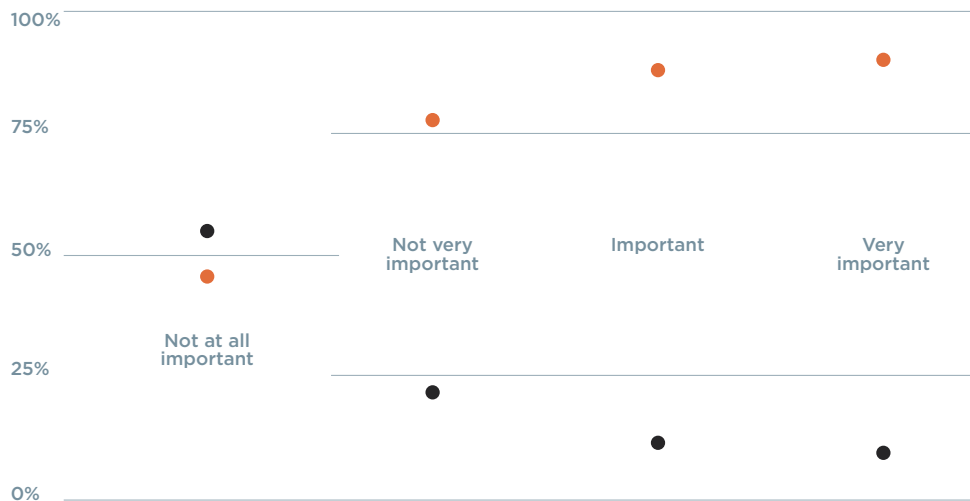 100%
75%
50%
Not very
important
Important
Very
important
Not at all
important
25%
0%